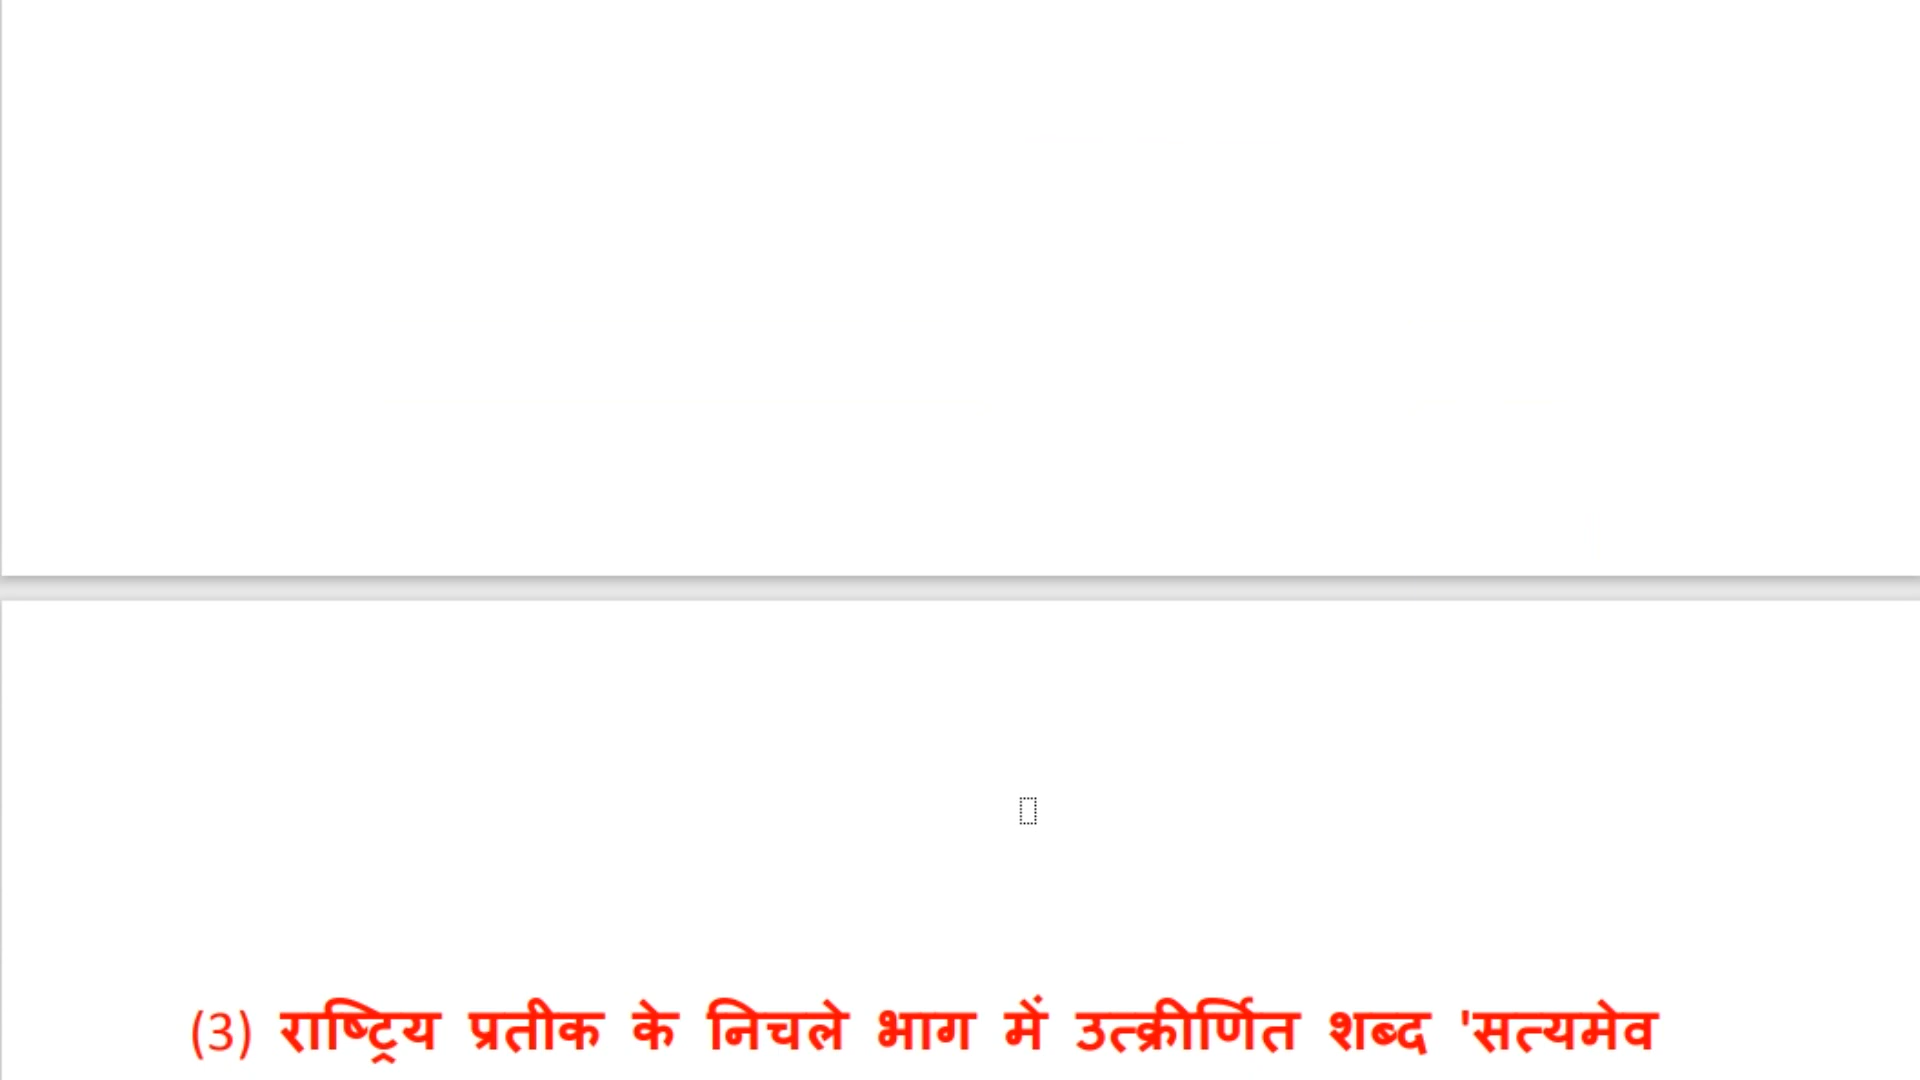 (3) राष्ट्रिय प्रतीक के निचले भाग में उत्क्रीर्णित शब्द 'सत्यमेव